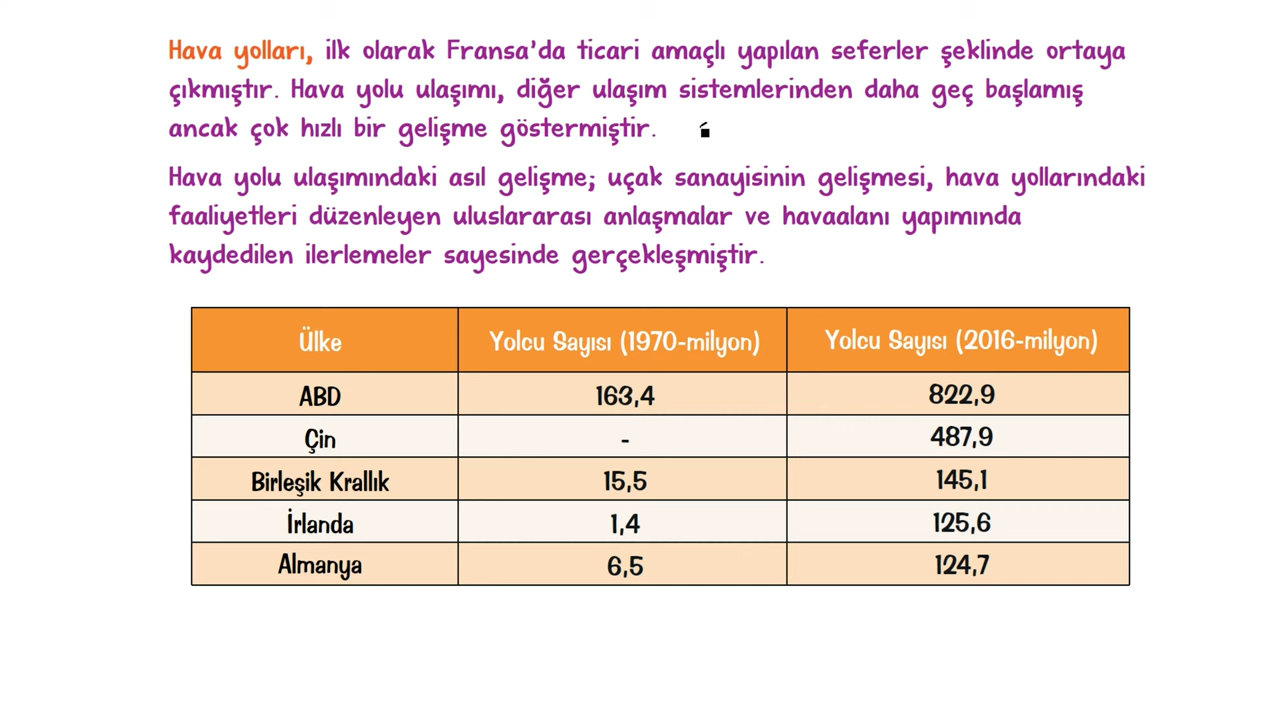 Hava yolları, ilk olarak Fransa'da ticari amaçlı yapılan seferler şeklinde ortaya
çıkmıştır. Hava yolu ulaşımı, diğer ulaşım sistemlerinden daha geç başlamış
ancak çok hızlı bir gelişme göstermiştir.
Hava yolu ulaşımındaki asıl gelişme; uçak sanayisinin gelişmesi, hava yollarındaki
faaliyetleri düzenleyen uluslararası anlaşmalar ve havaalanı yapımında
kaydedilen ilerlemeler sayesinde gerçekleşmiştir.
Ülke Yolcu Sayısı (1970-milyon) Yolcu Sayısı (2016-milyon)
ABD 163,4 822,9
Çin - 487,9
Birleşik Krallık 15,5 145,1
İrlanda 1,4 125,6
Almanya 6,5 124,7